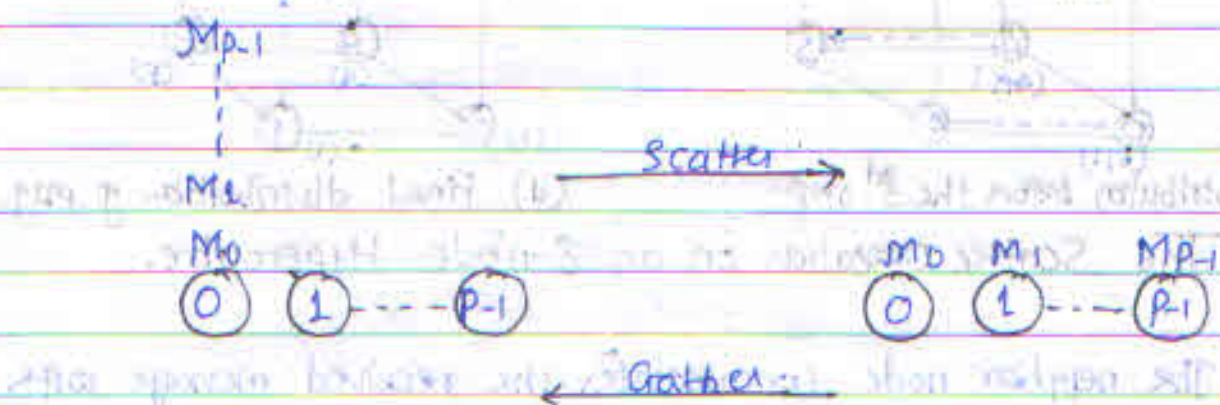 Mp-1
Scatter
M1
M0 M0 M1 Mp-1
0 1 ---- P-1 0 1 ---- P-1
Gather